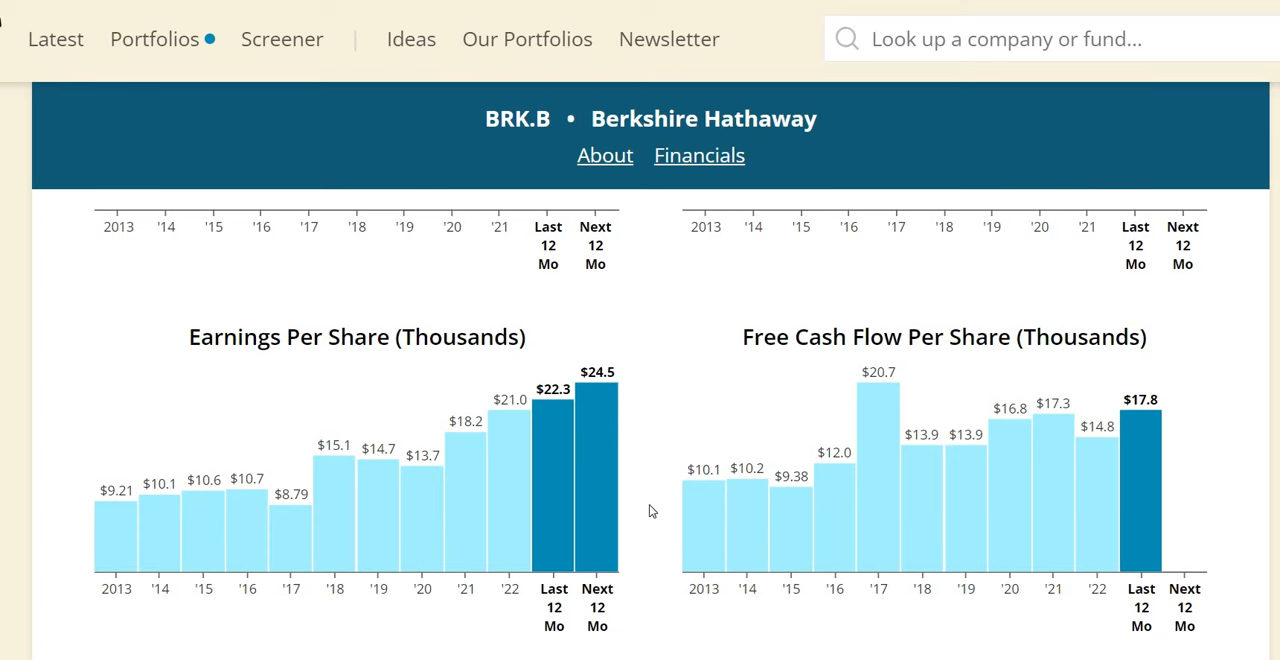 Latest Portfolios Screener | Ideas Our Portfolios Newsletter Look up a company or fund...
BRK.B • Berkshire Hathaway
About Financials
2013 '14 '15 '16 '17 '18 '19 '20 '21 Last 12 Mo Next 12 Mo
2013 '14 '15 '16 '17 '18 '19 '20 '21 Last 12 Mo Next 12 Mo
Earnings Per Share (Thousands)
$9.21 $10.1 $10.6 $10.7 $8.79 $15.1 $14.7 $13.7 $18.2 $21.0 $22.3 $24.5
2013 '14 '15 '16 '17 '18 '19 '20 '21 '22 Last 12 Mo Next 12 Mo
Free Cash Flow Per Share (Thousands)
$10.1 $10.2 $9.38 $12.0 $20.7 $13.9 $13.9 $16.8 $17.3 $14.8 $17.8
2013 '14 '15 '16 '17 '18 '19 '20 '21 '22 Last 12 Mo Next 12 Mo